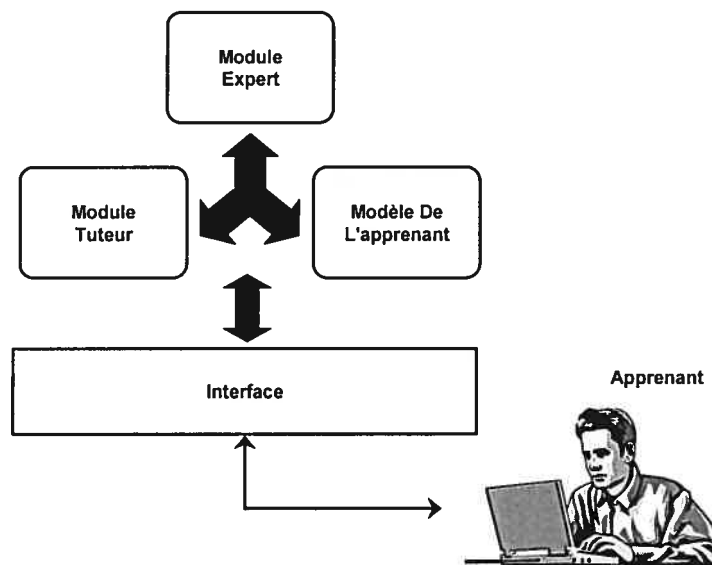 Module
Expert
Module
Tuteur
Modèle De
L'apprenant
Interface
Apprenant